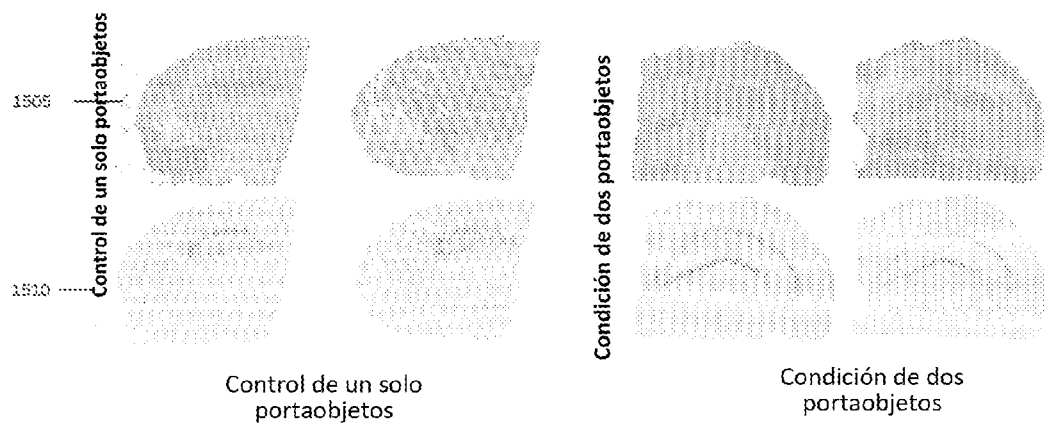 Control de un solo portaobjetos
1505
1510
Condición de dos portaobjetos
Control de un solo
portaobjetos
Condición de dos
portaobjetos